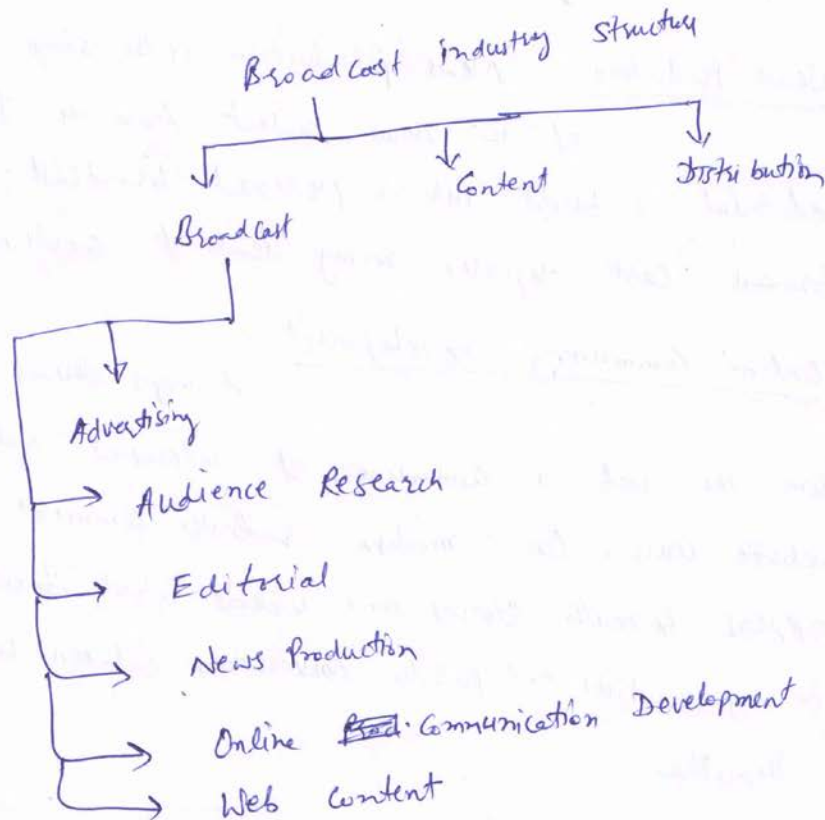 Broadcast industry structure
Broadcast
Content
Distribution
Advertising
Audience Research
Editorial
News Production
Online Communication Development
Web Content